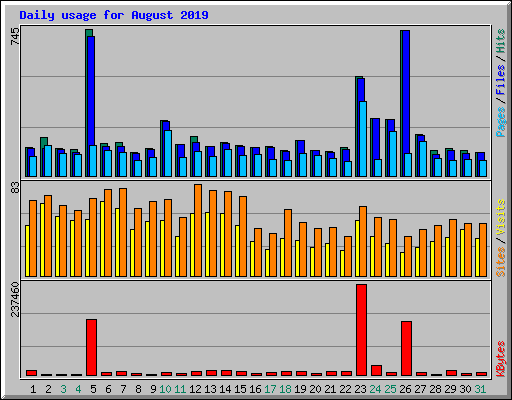 Daily usage for August 2019
745
Pages / Files / Hits
83
Sites / Visits
237460
KBytes
1 2 3 4 5 6 7 8 9 10 11 12 13 14 15 16 17 18 19 20 21 22 23 24 25 26 27 28 29 30 31